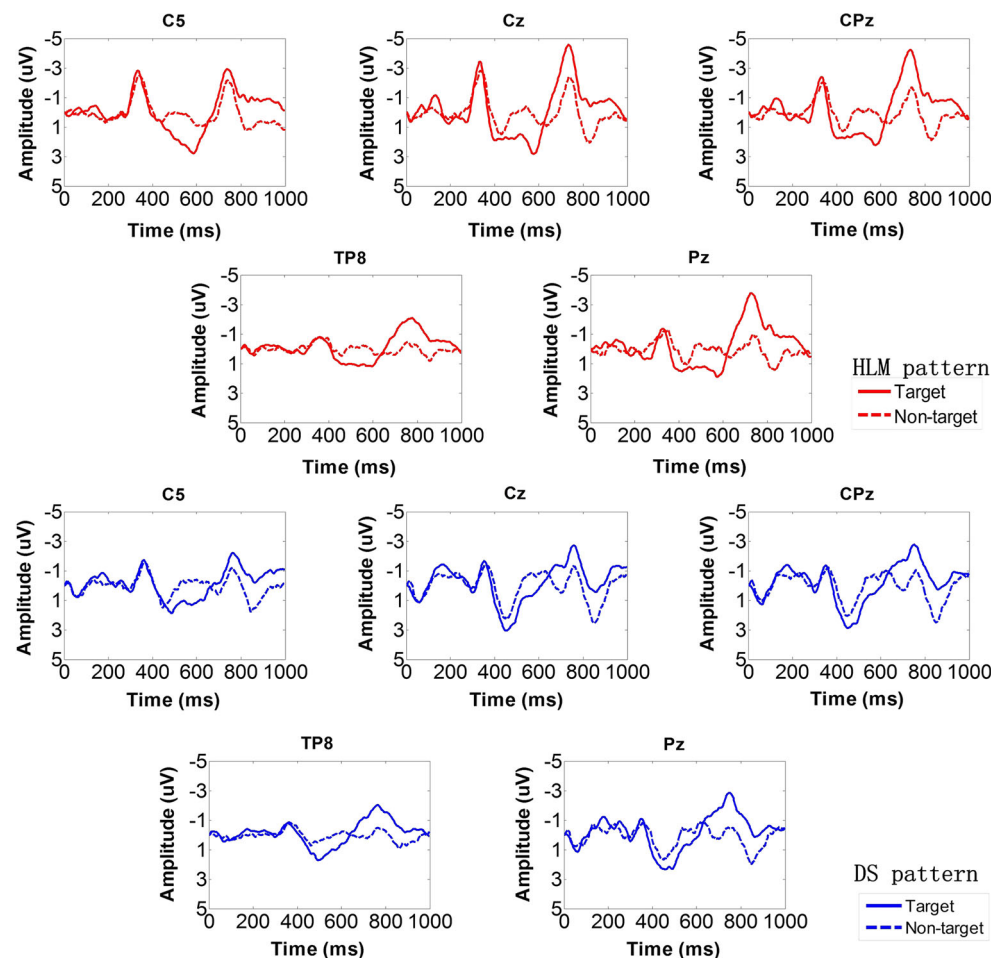 C5 Cz CPz
-5 -5 -5
-3 -3 -3
-1 -1 -1
1 1 1
3 3 3
5 5 5
Amplitude (uV) Amplitude (uV) Amplitude (uV)
0 200 400 600 800 1000 0 200 400 600 800 1000 0 200 400 600 800 1000
Time (ms) Time (ms) Time (ms)
TP8 Pz
-5 -5
-3 -3
-1 -1
1 1
3 3
5 5
Amplitude (uV) Amplitude (uV)
0 200 400 600 800 1000 0 200 400 600 800 1000
Time (ms) Time (ms)
HLM pattern
Target
Non-target
C5 Cz CPz
-5 -5 -5
-3 -3 -3
-1 -1 -1
1 1 1
3 3 3
5 5 5
Amplitude (uV) Amplitude (uV) Amplitude (uV)
0 200 400 600 800 1000 0 200 400 600 800 1000 0 200 400 600 800 1000
Time (ms) Time (ms) Time (ms)
TP8 Pz
-5 -5
-3 -3
-1 -1
1 1
3 3
5 5
Amplitude (uV) Amplitude (uV)
0 200 400 600 800 1000 0 200 400 600 800 1000
Time (ms) Time (ms)
DS pattern
Target
Non-target